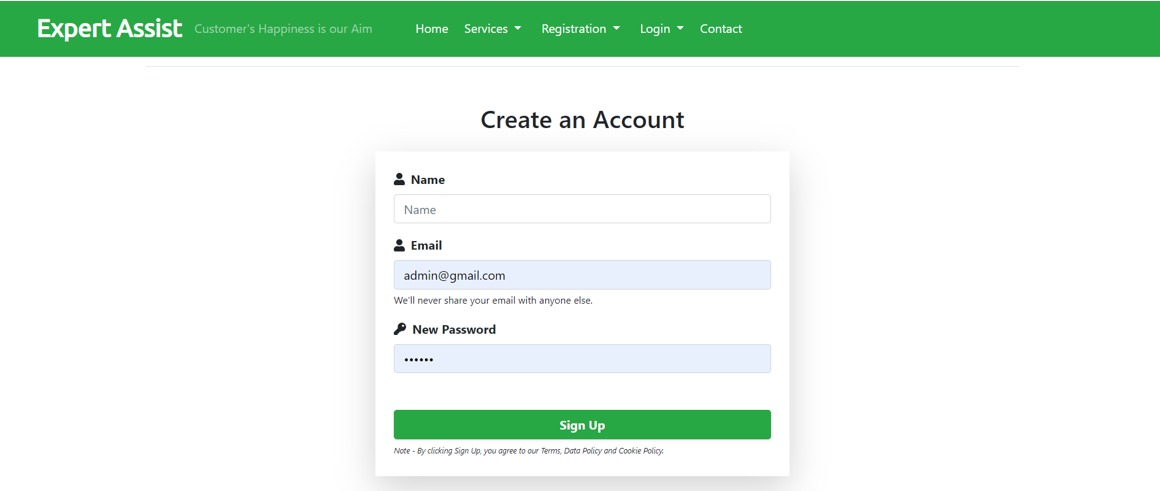 Expert Assist Customer's Happiness is our Aim Home Services Registration Login Contact
Create an Account
Name
Name
Email
admin@gmail.com
We'll never share your email with anyone else.
New Password
••••••
Sign Up
Note - By clicking Sign Up, you agree to our Terms, Data Policy and Cookie Policy.